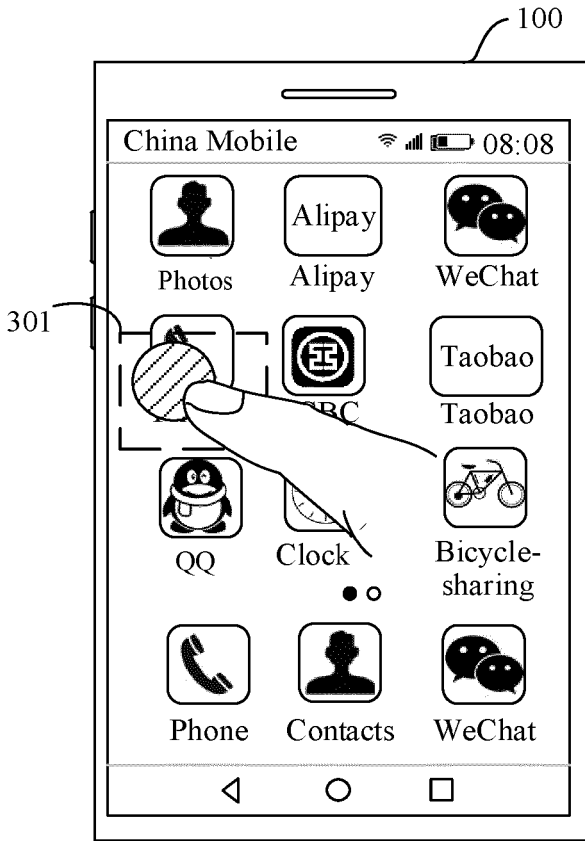 100
China Mobile 08:08
Alipay
Photos Alipay WeChat
301
Taobao
Taobao
QQ Clock Bicycle-
sharing
Phone Contacts WeChat